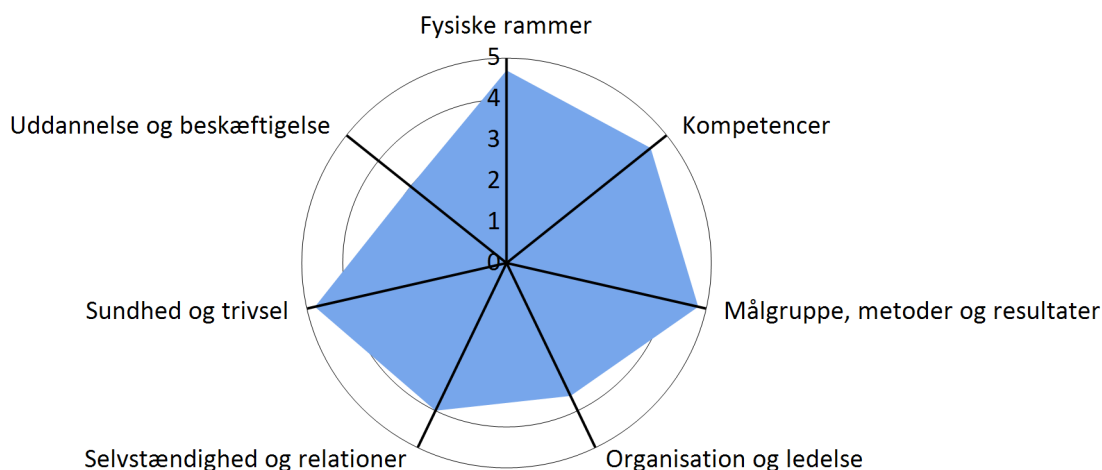 Fysiske rammer
5
4
3
2
1
0
Kompetencer
Målgruppe, metoder og resultater
Organisation og ledelse
Selvstændighed og relationer
Sundhed og trivsel
Uddannelse og beskæftigelse